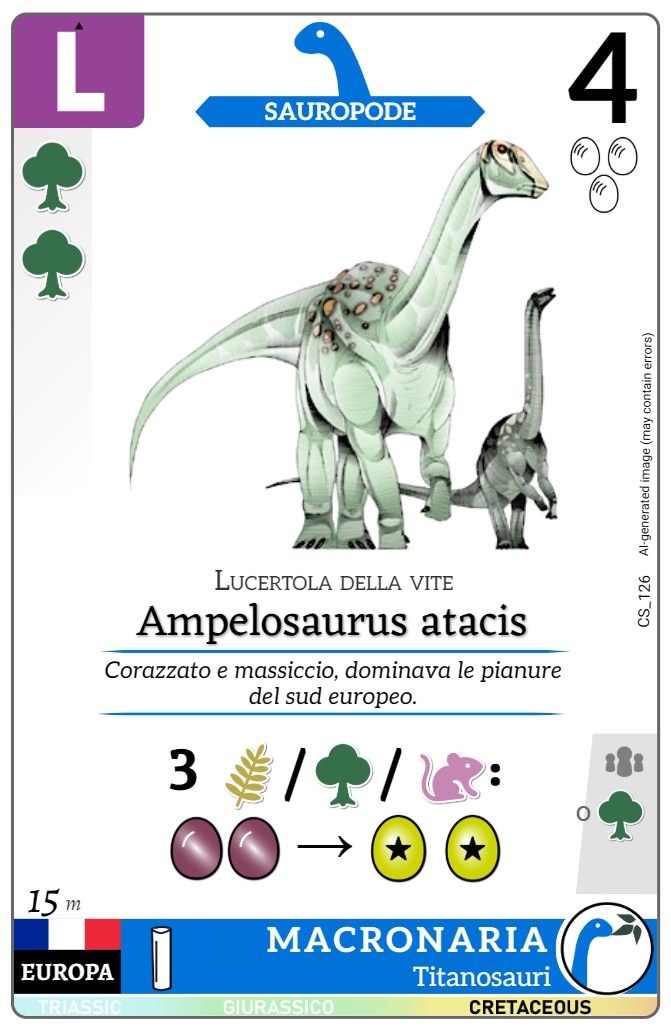 L
SAUROPODE
4
AI-generated image (may contain errors)
CS_126
Lucertola della vite
Ampelosaurus atacis
Corazzato e massiccio, dominava le pianure
del sud europeo.
3 / / :
O
15 m
EUROPA
MACRONARIA
Titanosauri
TRIASSIC GIURASSICO CRETACEOUS